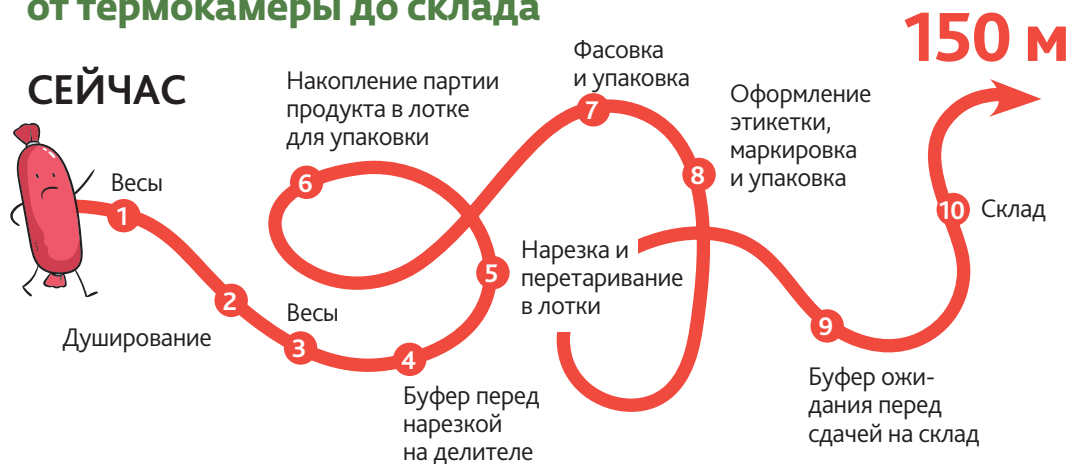 от термокамеры до склада
150 м
СЕЙЧАС
1
Весы
2
Душирование
3
Весы
4
Буфер перед
нарезкой
на делителе
5
Нарезка и
перетаривание
в лотки
6
Накопление партии
продукта в лотке
для упаковки
7
Фасовка
и упаковка
8
Оформление
этикетки,
маркировка
и упаковка
9
Буфер ожи-
дания перед
сдачей на склад
10
Склад